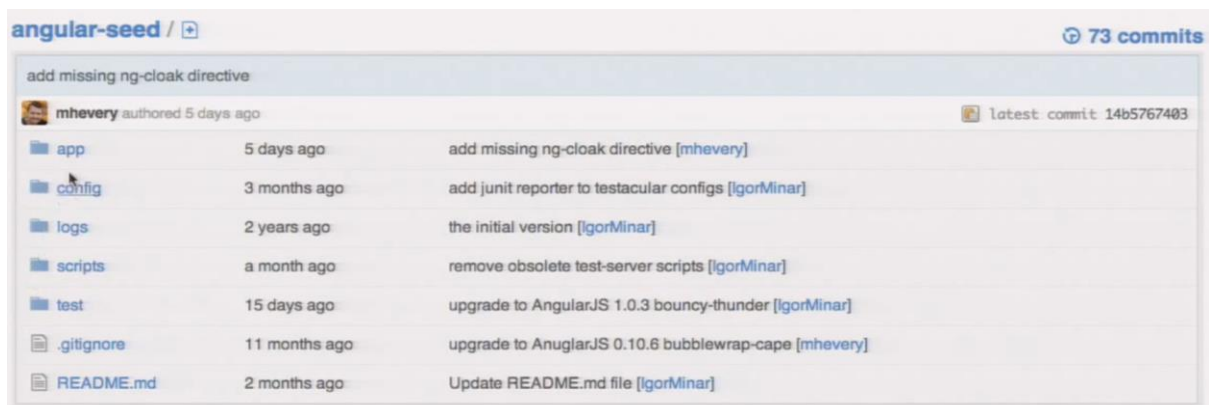 angular-seed /
73 commits
add missing ng-cloak directive
mhevery authored 5 days ago
latest commit 14b5767403
app 5 days ago add missing ng-cloak directive [mhevery]
config 3 months ago add junit reporter to testacular configs [IgorMinar]
logs 2 years ago the initial version [IgorMinar]
scripts a month ago remove obsolete test-server scripts [IgorMinar]
test 15 days ago upgrade to AngularJS 1.0.3 bouncy-thunder [IgorMinar]
.gitignore 11 months ago upgrade to AnuglarJS 0.10.6 bubblewrap-cape [mhevery]
README.md 2 months ago Update README.md file [IgorMinar]